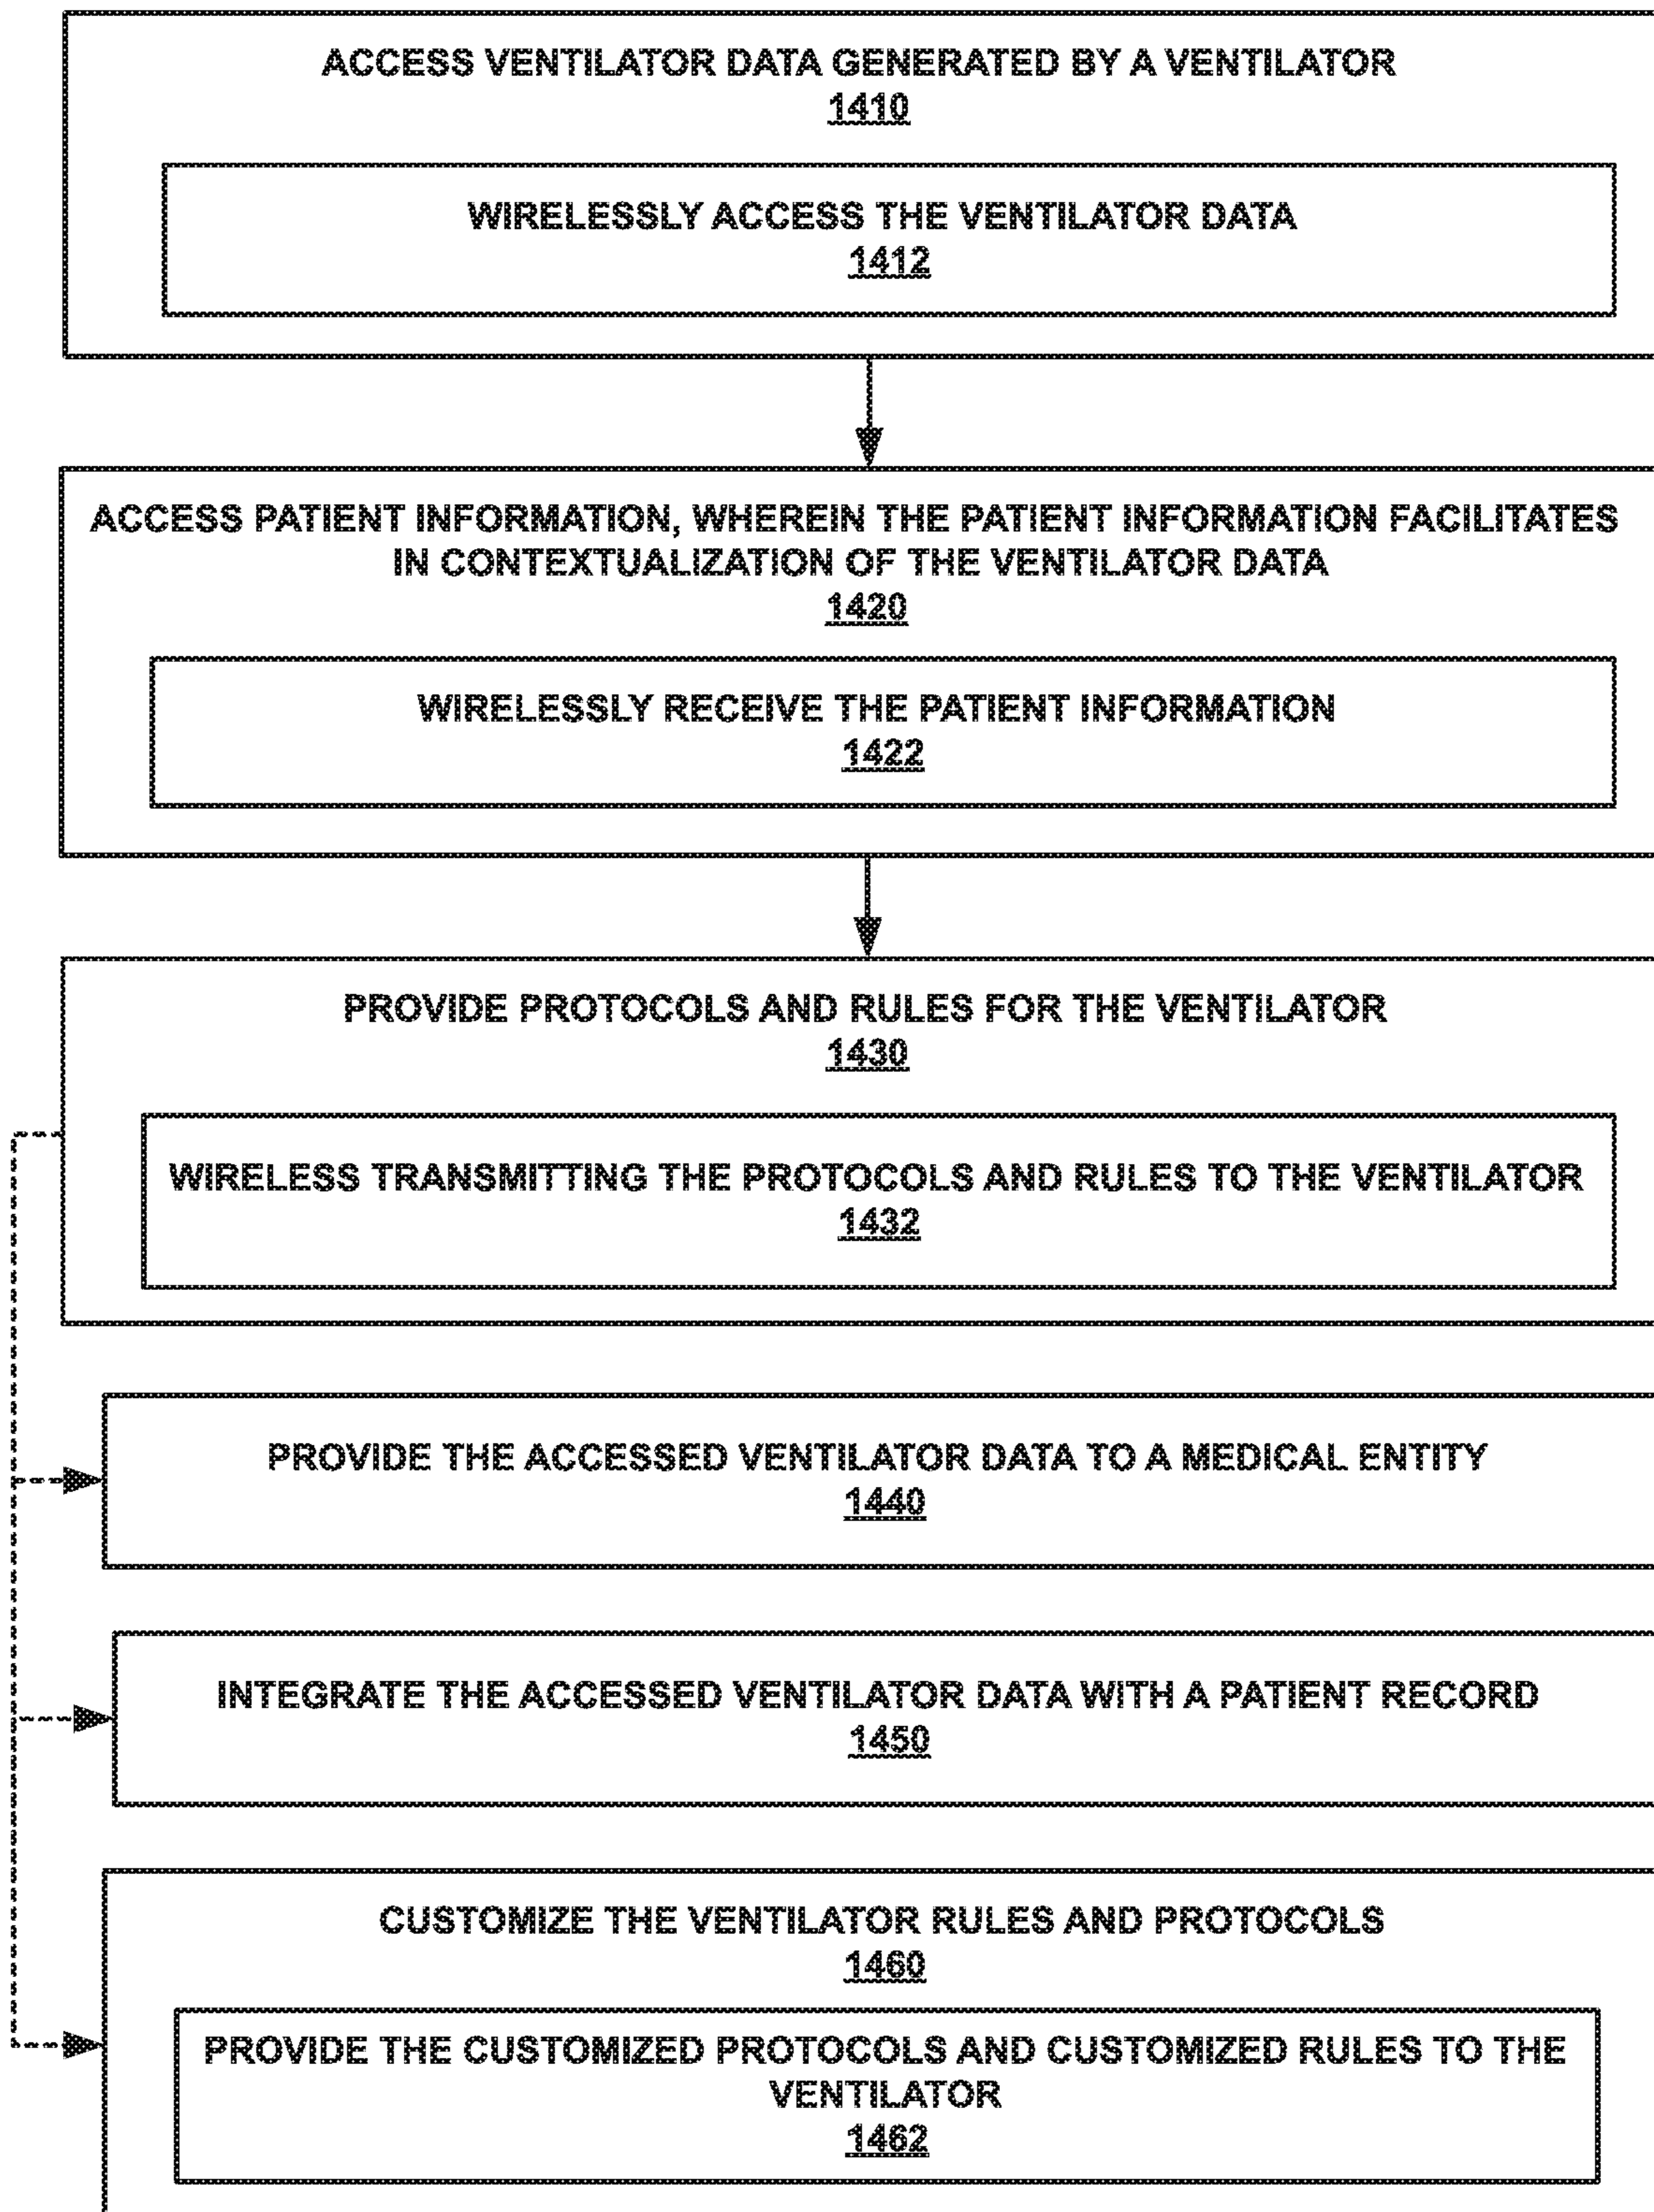 ACCESS VENTILATOR DATA GENERATED BY A VENTILATOR
1410
WIRELESSLY ACCESS THE VENTILATOR DATA
1412
ACCESS PATIENT INFORMATION, WHEREIN THE PATIENT INFORMATION FACILITATES
IN CONTEXTUALIZATION OF THE VENTILATOR DATA
1420
WIRELESSLY RECEIVE THE PATIENT INFORMATION
1422
PROVIDE PROTOCOLS AND RULES FOR THE VENTILATOR
1430
WIRELESS TRANSMITTING THE PROTOCOLS AND RULES TO THE VENTILATOR
1432
PROVIDE THE ACCESSED VENTILATOR DATA TO A MEDICAL ENTITY
1440
INTEGRATE THE ACCESSED VENTILATOR DATA WITH A PATIENT RECORD
1450
CUSTOMIZE THE VENTILATOR RULES AND PROTOCOLS
1460
PROVIDE THE CUSTOMIZED PROTOCOLS AND CUSTOMIZED RULES TO THE
VENTILATOR
1462